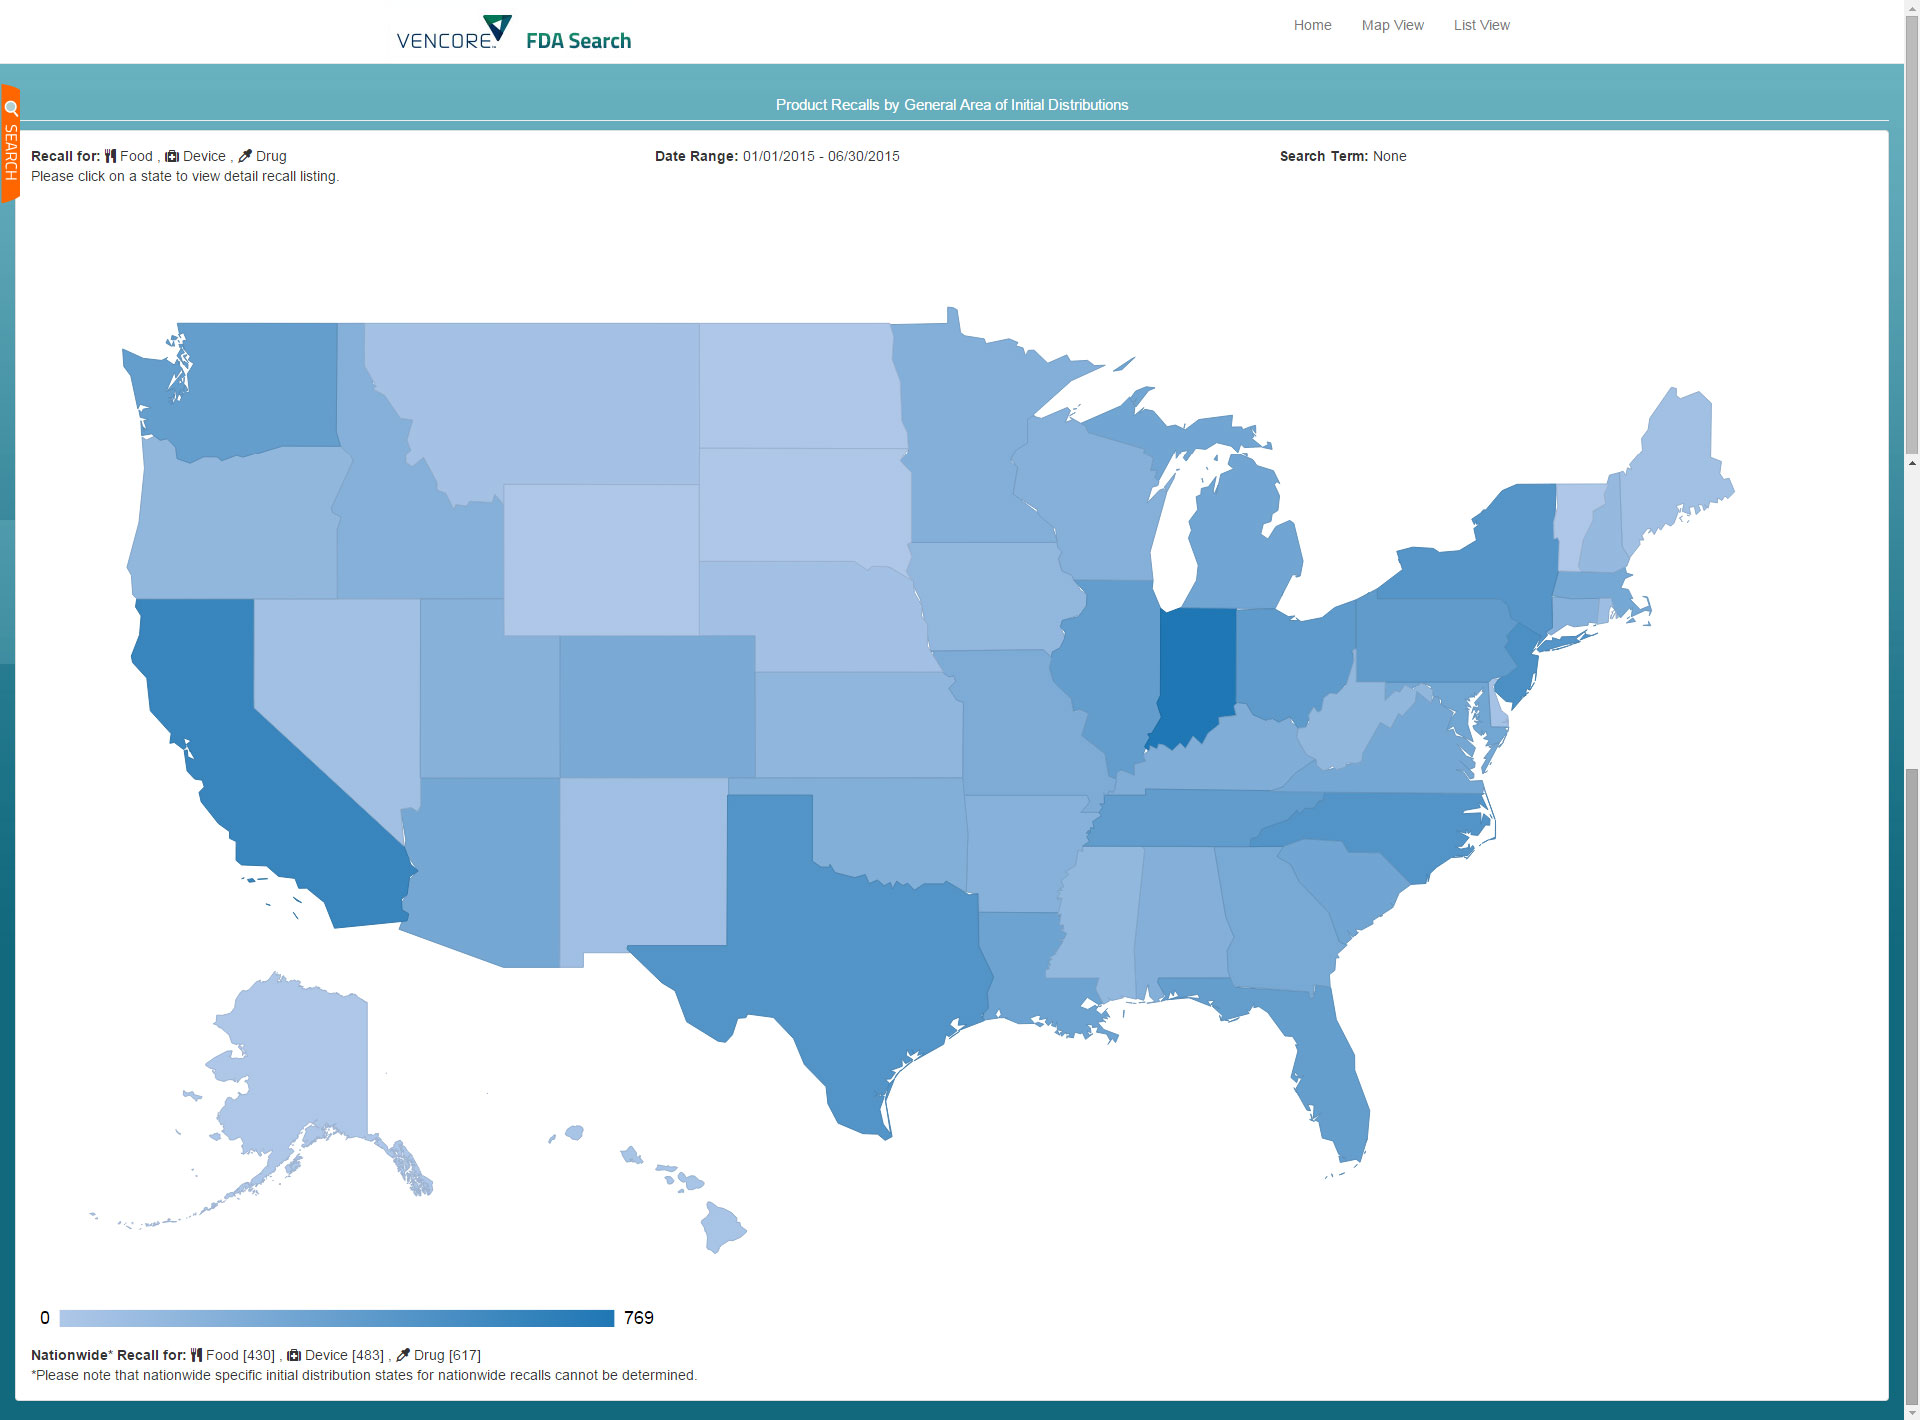 VENCORE™ FDA Search
Home Map View List View
SEARCH
Product Recalls by General Area of Initial Distributions
Recall for: Food , Device , Drug Date Range: 01/01/2015 - 06/30/2015 Search Term: None
Please click on a state to view detail recall listing.
0 769
Nationwide* Recall for: Food [430] , Device [483] , Drug [617]
*Please note that nationwide specific initial distribution states for nationwide recalls cannot be determined.